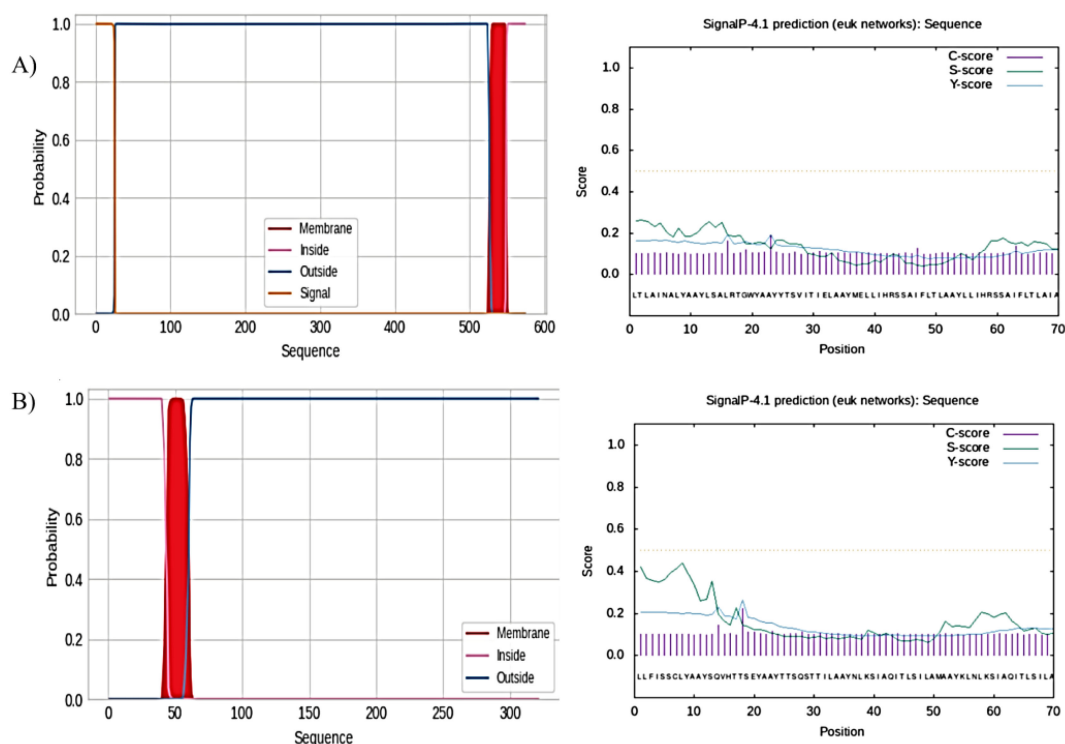 A)
Probability
1.0
0.8
0.6
0.4
0.2
0.0
Membrane
Inside
Outside
Signal
0 100 200 300 400 500 600
Sequence
SignalP-4.1 prediction (euk networks): Sequence
C-score
S-score
Y-score
Score
1.0
0.8
0.6
0.4
0.2
0.0
LTLAINALYAAYLSALRTGWYAAYYTSVITIELAAYMELLIHRSSAIFLTLAAYLLIHRSSAIFLTLAIA
0 10 20 30 40 50 60 70
Position
B)
Probability
1.0
0.8
0.6
0.4
0.2
0.0
Membrane
Inside
Outside
0 50 100 150 200 250 300
Sequence
SignalP-4.1 prediction (euk networks): Sequence
C-score
S-score
Y-score
Score
1.0
0.8
0.6
0.4
0.2
0.0
LLFISSCLYAAYSQVHTTSEYAAYTTSQSTTILAAYNLKSIAQITLSILAMAAYKLNLKSIAQITLSILA
0 10 20 30 40 50 60 70
Position